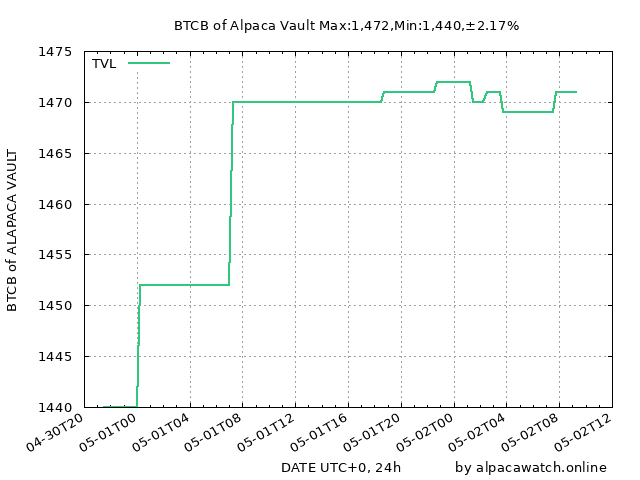 BTCB of Alpaca Vault Max:1,472,Min:1,440,±2.17%
TVL
1475
1470
1465
1460
1455
1450
1445
1440
BTCB of ALAPACA VAULT
04-30T20
05-01T00
05-01T04
05-01T08
05-01T12
05-01T16
05-01T20
05-02T00
05-02T04
05-02T08
05-02T12
DATE UTC+0, 24h
by alpacawatch.online